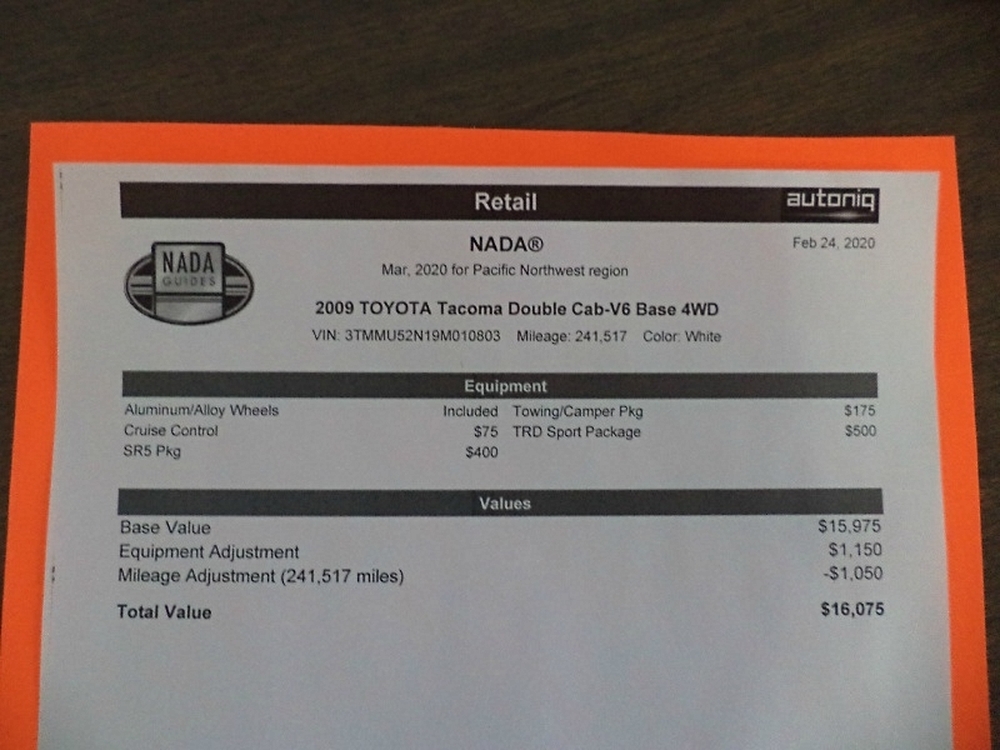 Retail
autoniq
NADA®
Feb 24, 2020
NADA
GUIDES
Mar, 2020 for Pacific Northwest region
2009 TOYOTA Tacoma Double Cab-V6 Base 4WD
VIN: 3TMMU52N19M010803 Mileage: 241,517 Color: White
Equipment
Aluminum/Alloy Wheels Included Towing/Camper Pkg $175
Cruise Control $75 TRD Sport Package $500
SR5 Pkg $400
Values
Base Value $15,975
Equipment Adjustment $1,150
Mileage Adjustment (241,517 miles) -$1,050
Total Value $16,075